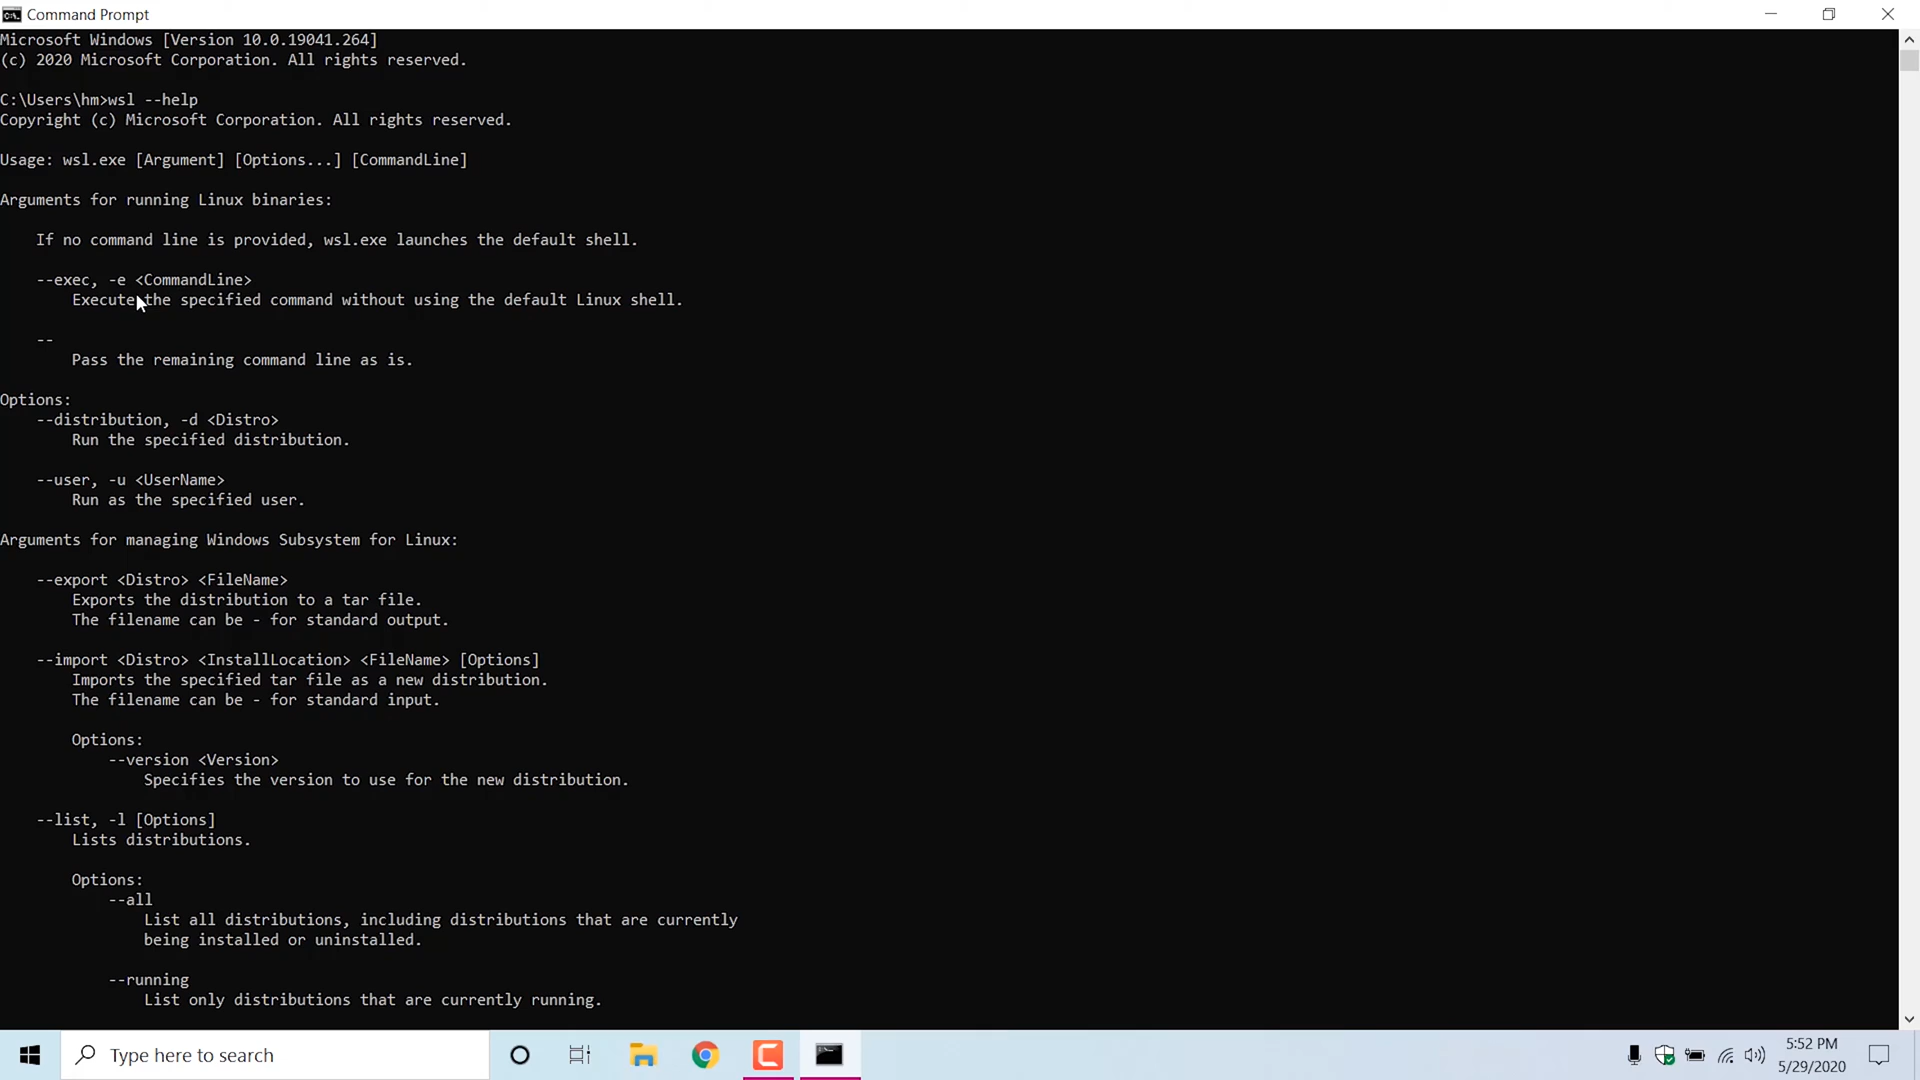 Command Prompt
Microsoft Windows [Version 10.0.19041.264]
(c) 2020 Microsoft Corporation. All rights reserved.
C:\Users\hm>wsl --help
Copyright (c) Microsoft Corporation. All rights reserved.
Usage: wsl.exe [Argument] [Options...] [CommandLine]
Arguments for running Linux binaries:
If no command line is provided, wsl.exe launches the default shell.
--exec, -e <CommandLine>
Execute the specified command without using the default Linux shell.
--
Pass the remaining command line as is.
Options:
--distribution, -d <Distro>
Run the specified distribution.
--user, -u <UserName>
Run as the specified user.
Arguments for managing Windows Subsystem for Linux:
--export <Distro> <FileName>
Exports the distribution to a tar file.
The filename can be - for standard output.
--import <Distro> <InstallLocation> <FileName> [Options]
Imports the specified tar file as a new distribution.
The filename can be - for standard input.
Options:
--version <Version>
Specifies the version to use for the new distribution.
--list, -l [Options]
Lists distributions.
Options:
--all
List all distributions, including distributions that are currently
being installed or uninstalled.
--running
List only distributions that are currently running.
Type here to search
5:52 PM
5/29/2020